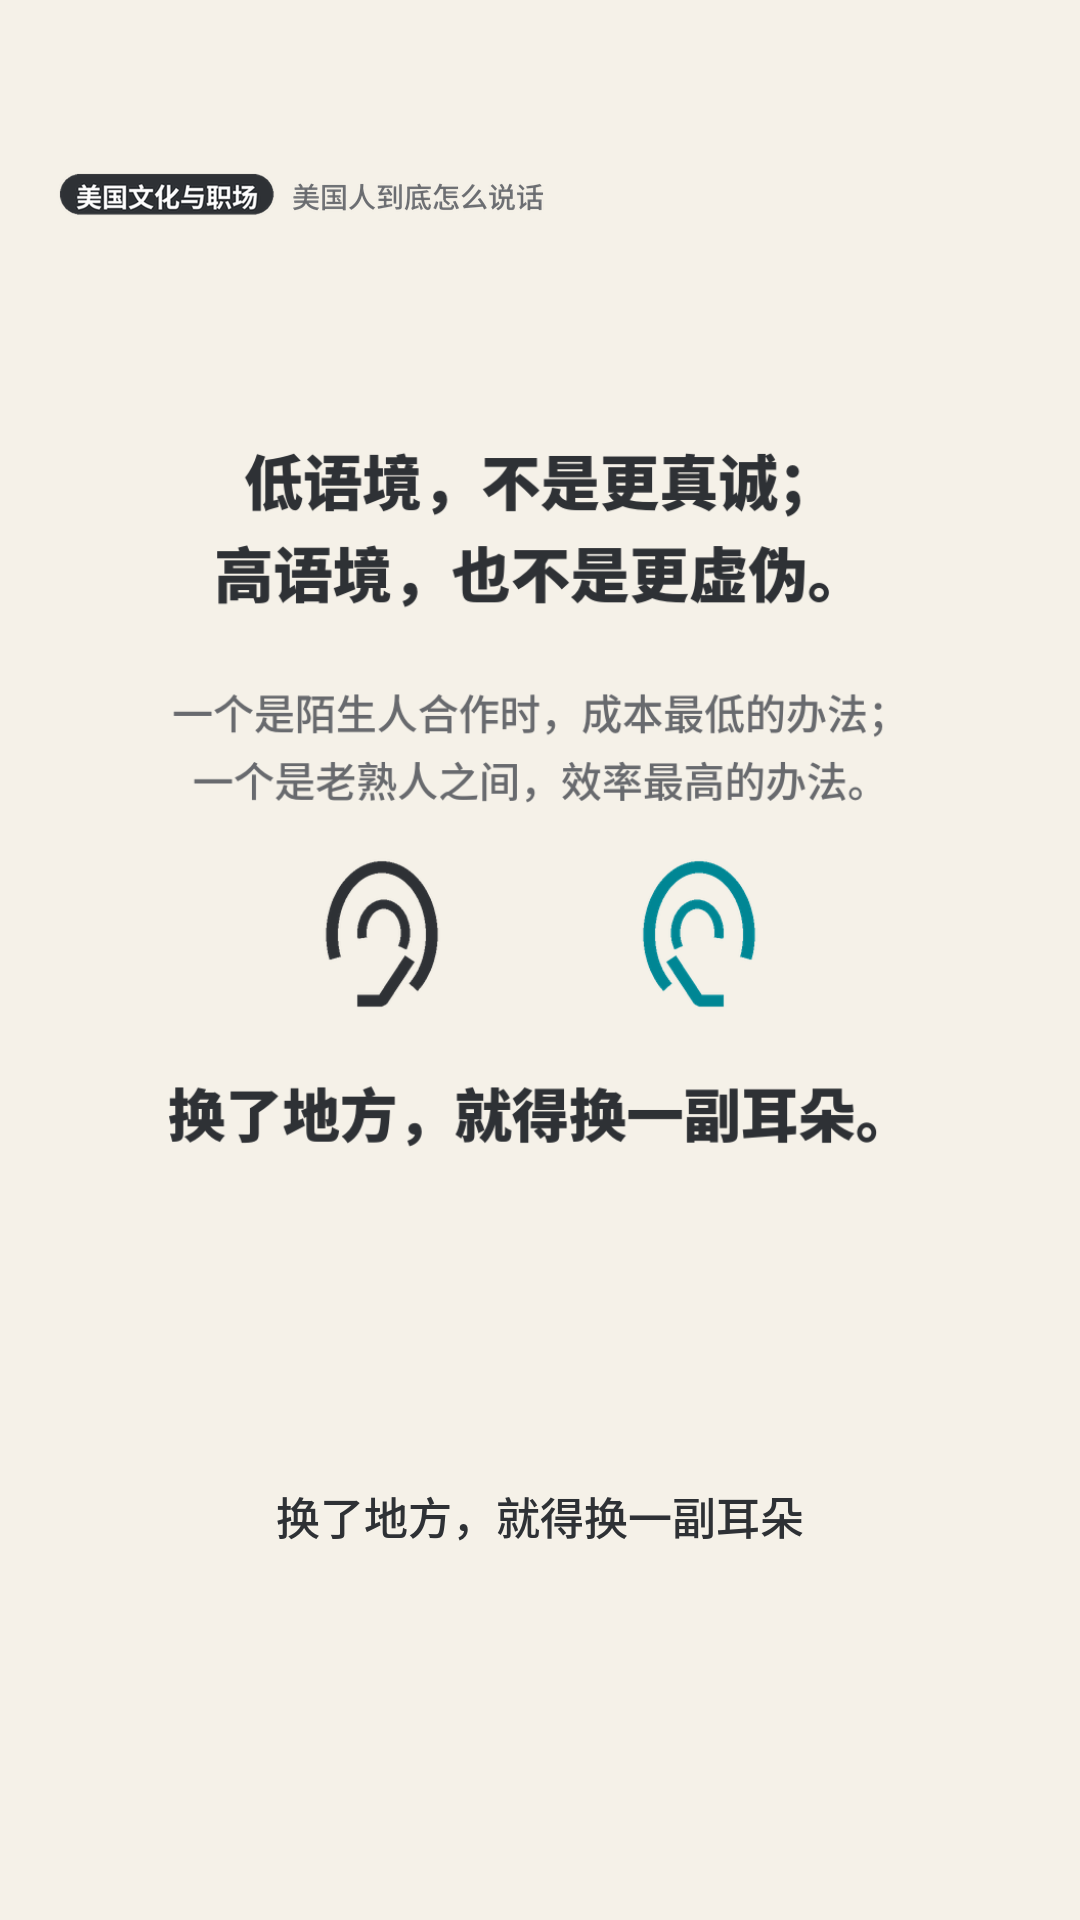 美国文化与职场 美国人到底怎么说话
低语境，不是更真诚；
高语境，也不是更虚伪。
一个是陌生人合作时，成本最低的办法；
一个是老熟人之间，效率最高的办法。
换了地方，就得换一副耳朵。
换了地方，就得换一副耳朵